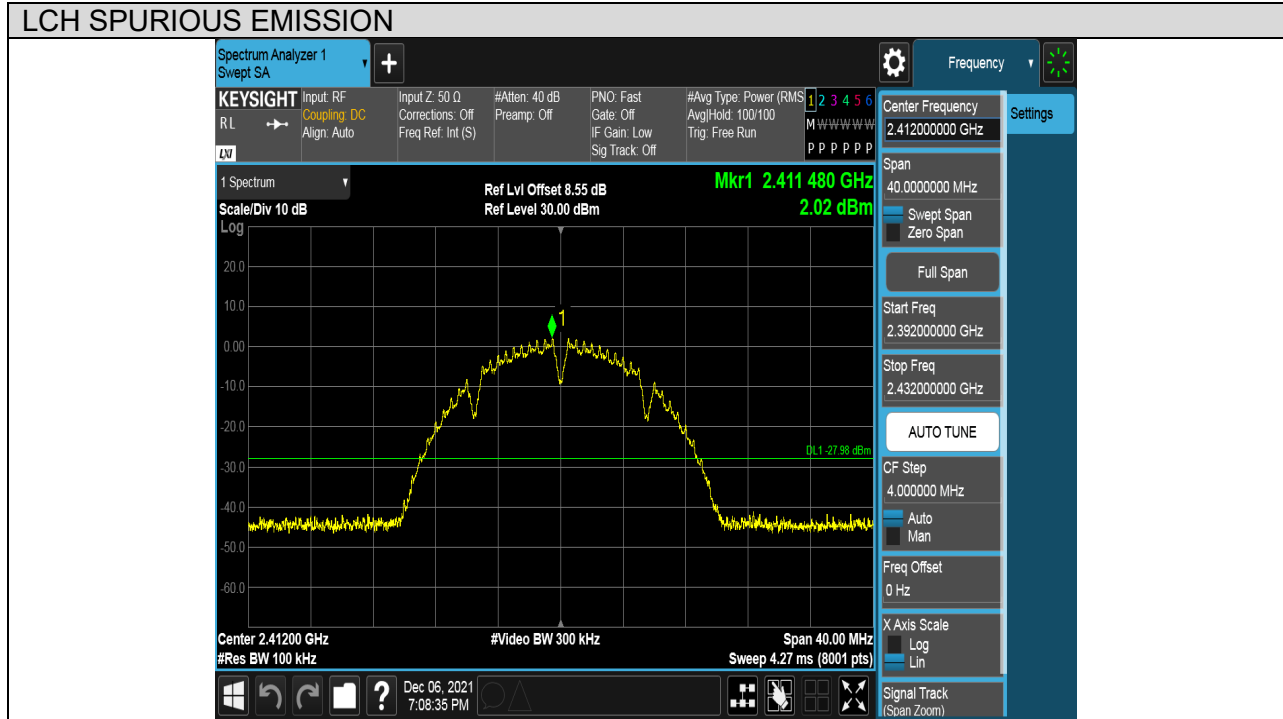 LCH SPURIOUS EMISSION
Spectrum Analyzer 1
Swept SA
+
Frequency
KEYSIGHT
RL
LXI
Input: RF
Coupling: DC
Align: Auto
Input Z: 50 Ω
Corrections: Off
Freq Ref: Int (S)
#Atten: 40 dB
Preamp: Off
PNO: Fast
Gate: Off
IF Gain: Low
Sig Track: Off
#Avg Type: Power (RMS
Avg|Hold: 100/100
Trig: Free Run
1 2 3 4 5 6
M W W W W W
P P P P P P
1 Spectrum
Scale/Div 10 dB
Ref Lvl Offset 8.55 dB
Ref Level 30.00 dBm
Mkr1 2.411 480 GHz
2.02 dBm
Log
20.0
10.0
0.00
-10.0
-20.0
-30.0
-40.0
-50.0
-60.0
1
DL1 -27.98 dBm
Center 2.41200 GHz
#Res BW 100 kHz
#Video BW 300 kHz
Span 40.00 MHz
Sweep 4.27 ms (8001 pts)
Center Frequency
2.412000000 GHz
Settings
Span
40.0000000 MHz
Swept Span
Zero Span
Full Span
Start Freq
2.392000000 GHz
Stop Freq
2.432000000 GHz
AUTO TUNE
CF Step
4.000000 MHz
Auto
Man
Freq Offset
0 Hz
X Axis Scale
Log
Lin
Signal Track
(Span Zoom)
?
Dec 06, 2021
7:08:35 PM